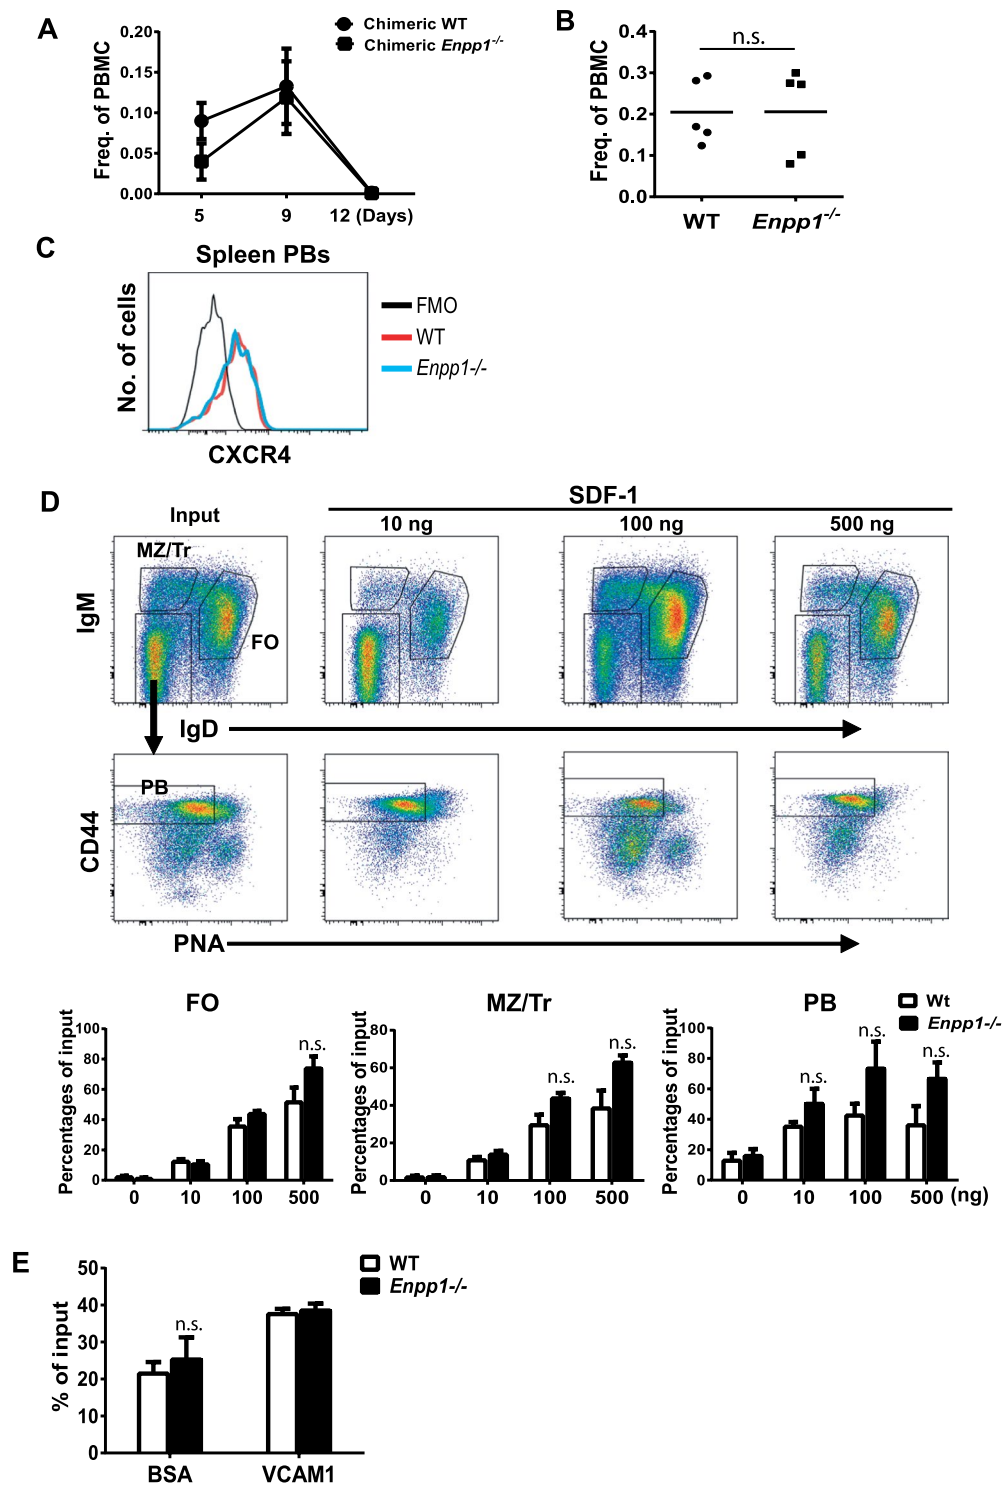 A
Chimeric WT
Chimeric Enpp1-/-
Freq. of PBMC
0.20
0.15
0.10
0.05
0.00
5 9 12 (Days)
B
n.s.
Freq. of PBMC
0.4
0.3
0.2
0.1
0.0
WT Enpp1-/-
C
Spleen PBs
No. of cells
CXCR4
FMO
WT
Enpp1-/-
D
SDF-1
Input 10 ng 100 ng 500 ng
MZ/Tr
FO
IgM
IgD
PB
CD44
PNA
FO
Percentages of input
100
80
60
40
20
0
n.s.
0 10 100 500
MZ/Tr
Percentages of input
80
60
40
20
0
n.s.
n.s.
0 10 100 500
PB
Wt
Enpp1-/-
Percentages of input
100
80
60
40
20
0
n.s.
n.s.
n.s.
0 10 100 500 (ng)
E
WT
Enpp1-/-
% of input
50
40
30
20
10
0
n.s.
BSA VCAM1